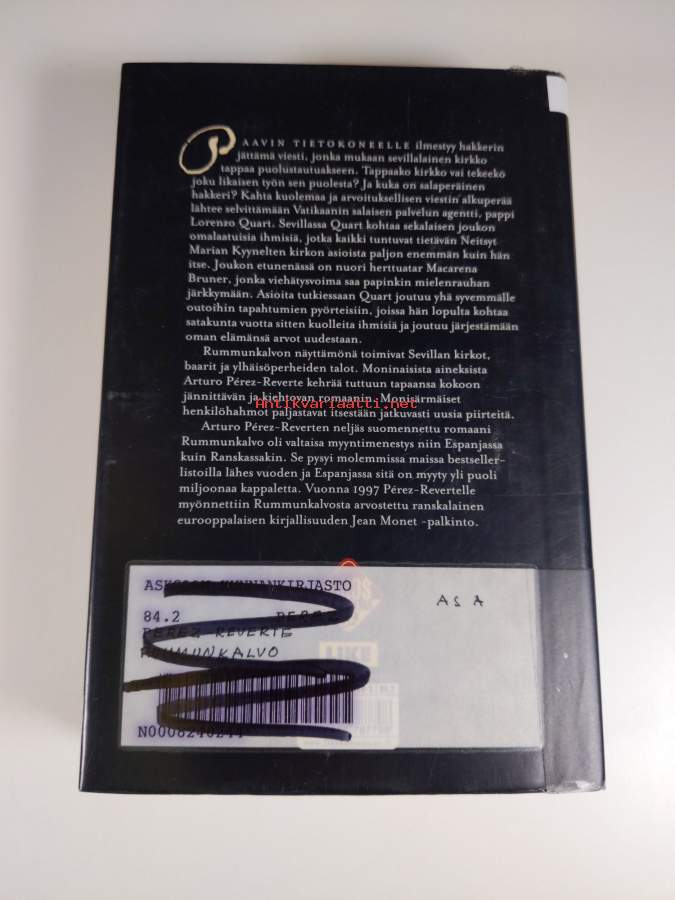 PAAVIN TIETOKONEELLE ilmestyy hakkerin
jättämä viesti, jonka mukaan sevillalainen kirkko
tappaa puolustautuakseen. Tappaako kirkko vai tekeekö
joku likaisen työn sen puolesta? Ja kuka on salaperäinen
hakkeri? Kahta kuolemaa ja arvoituksellisen viestin alkuperää
lähtee selvittämään Vatikaanin salaisen palvelun agentti, pappi
Lorenzo Quart. Sevillassa Quart kohtaa sekalaisen joukon
omalaatuisia ihmisiä, jotka kaikki tuntuvat tietävän Neitsyt
Marian Kyynelten kirkon asioista paljon enemmän kuin hän
itse. Joukon etunenässä on nuori herttuatar Macarena
Bruner, jonka viehätysvoima saa papinkin mielenrauhan
järkkymään. Asioita tutkiessaan Quart joutuu yhä syvemmälle
outoihin tapahtumien pyörteisiin, joissa hän lopulta kohtaa
satakunta vuotta sitten kuolleita ihmisiä ja joutuu järjestämään
oman elämänsä arvot uudestaan.
Rummunkalvon näyttämönä toimivat Sevillan kirkot,
baarit ja ylhäisöperheiden talot. Moninaisista aineksista
Arturo Pérez-Reverte kehrää tuttuun tapaansa kokoon
jännittävän ja kiehtovan romaanin. Monisärmäiset
Antikvariaatti.net
henkilöhahmot paljastavat itsestään jatkuvasti uusia piirteitä.
Arturo Pérez-Reverten neljäs suomennettu romaani
Rummunkalvo oli valtaisa myyntimenestys niin Espanjassa
kuin Ranskassakin. Se pysyi molemmissa maissa bestseller-
listoilla lähes vuoden ja Espanjassa sitä on myyty yli puoli
miljoonaa kappaletta. Vuonna 1997 Pérez-Revertelle
myönnettiin Rummunkalvosta arvostettu ranskalainen
eurooppalaisen kirjallisuuden Jean Monet -palkinto.
ASKOLAN KUNNANKIRJASTO
84.2 PEREZ
PEREZ-REVERTE
RUMMUNKALVO
ASA
LIKE